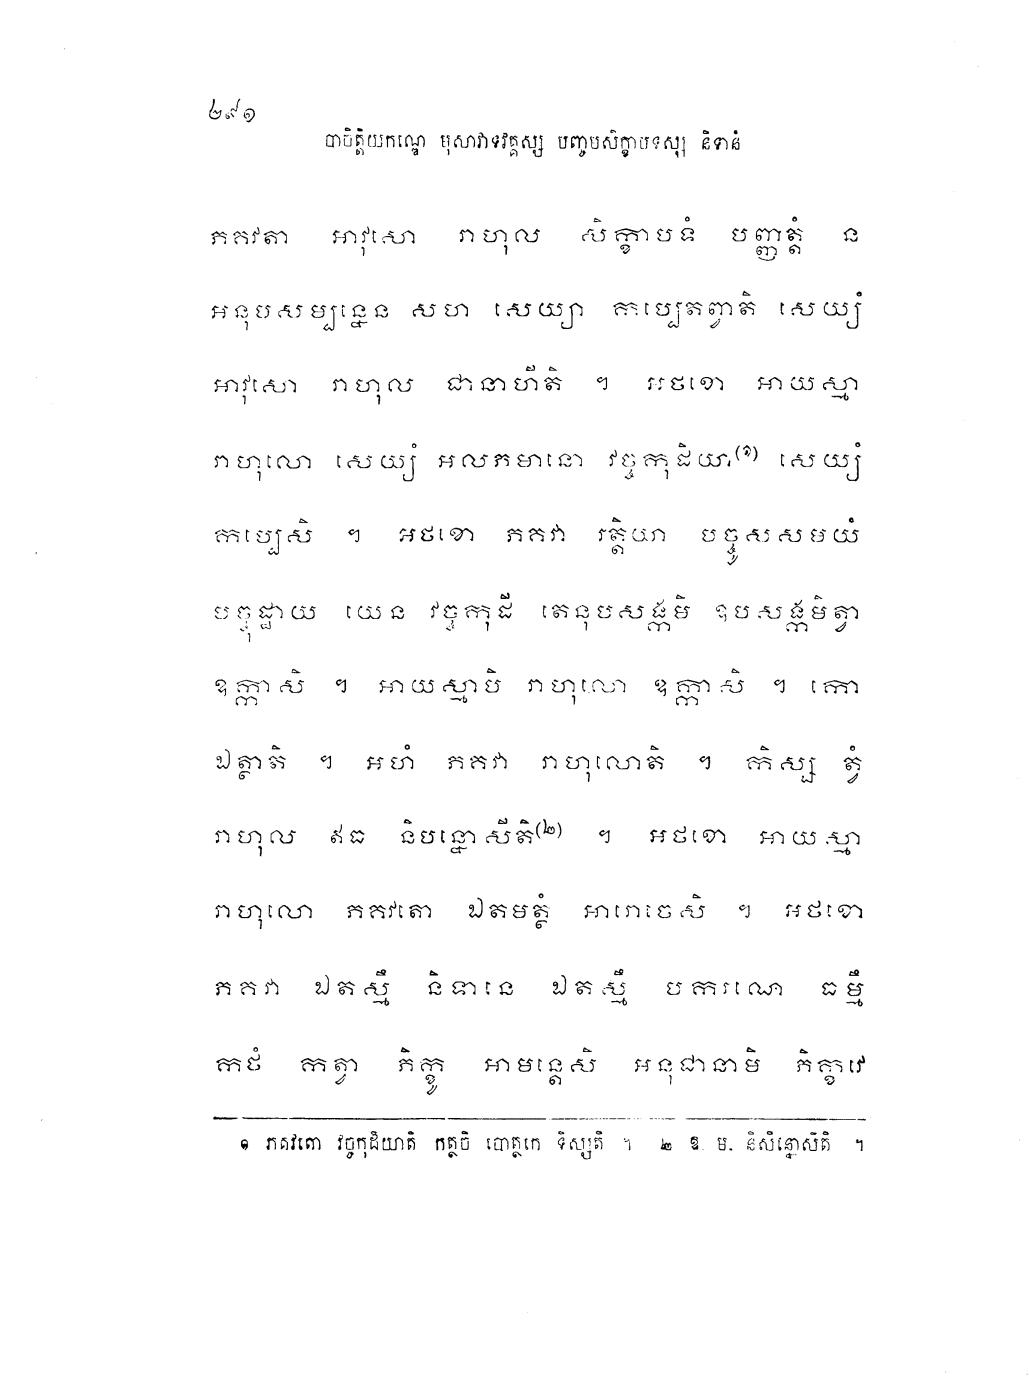 ២៩១
បាចិត្តិយកណ្ឌេ មុសាវាទវគ្គស្ស បញ្ចមសិក្ខាបទស្ស និទានំ
ភគវតា អាវុសោ រាហុល សិក្ខាបទំ បញ្ញត្តំ ន
អនុបសម្បន្នេន សហ សេយ្យា កប្បេតព្វាតិ សេយ្យំ
អាវុសោ រាហុល ជានាហីតិ ។ អថខោ អាយស្មា
រាហុលោ សេយ្យំ អលភមានោ វច្ចកុដិយា(១) សេយ្យំ
កប្បេសិ ។ អថខោ ភគវា រត្តិយា បច្ចូសសមយំ
បច្ចុដ្ឋាយ យេន វច្ចកុដី តេនុបសង្កមិ ឧបសង្កមិត្វា
ឧក្កាសិ ។ អាយស្មាបិ រាហុលោ ឧក្កាសិ ។ កោ
ឯត្ថាតិ ។ អហំ ភគវា រាហុលោតិ ។ កិស្ស ត្វំ
រាហុល ឥធ និបន្នោសីតិ(២) ។ អថខោ អាយស្មា
រាហុលោ ភគវតោ ឯតមត្ថំ អារោចេសិ ។ អថខោ
ភគវា ឯតស្មឹ និទានេ ឯតស្មឹ បករណេ ធម្មឹ
កថំ កត្វា ភិក្ខូ អាមន្តេសិ អនុជានាមិ ភិក្ខវេ
១ ភគវតោ វច្ចកុដិយាតិ កត្ថចិ បោត្ថកេ ទិស្សតិ ។ ២ ឱ. ម. និសិន្នោសីតិ ។